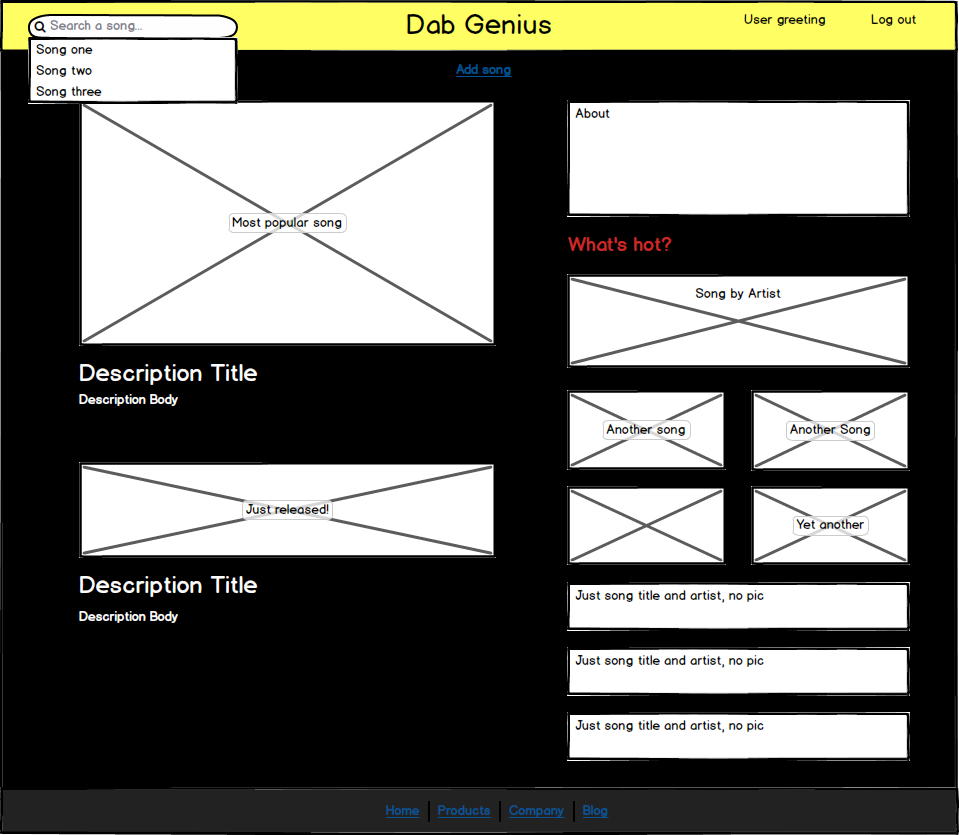 Search a song...
Dab Genius
User greeting
Log out
Song one
Song two
Song three
Add song
Most popular song
Description Title
Description Body
Just released!
Description Title
Description Body
About
What's hot?
Song by Artist
Another song
Another Song
Yet another
Just song title and artist, no pic
Just song title and artist, no pic
Just song title and artist, no pic
Home | Products | Company | Blog